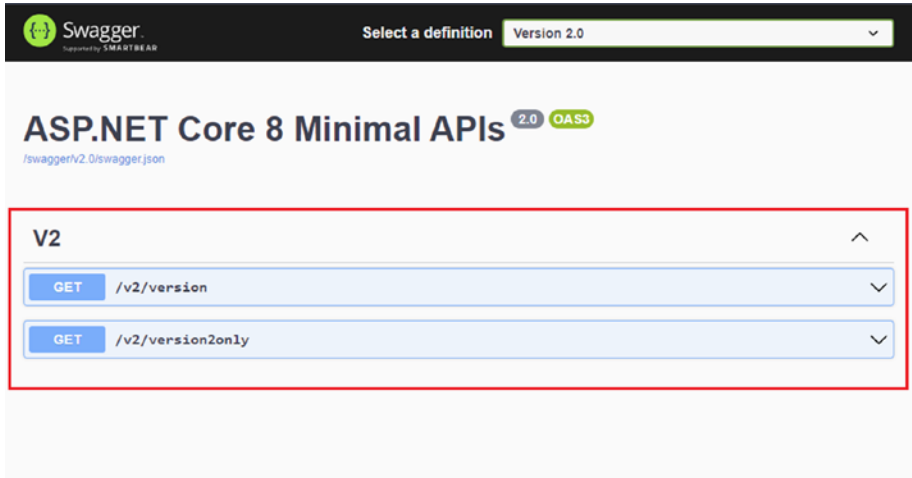 Swagger.
Supported by SMARTBEAR
Select a definition
Version 2.0
ASP.NET Core 8 Minimal APIs 2.0 OAS3
/swagger/v2.0/swagger.json
V2
GET /v2/version
GET /v2/version2only